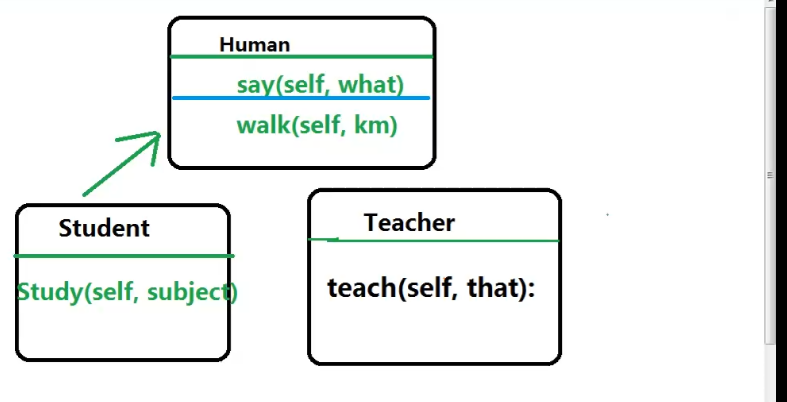 Human
say(self, what)
walk(self, km)
Student
Study(self, subject)
Teacher
teach(self, that):